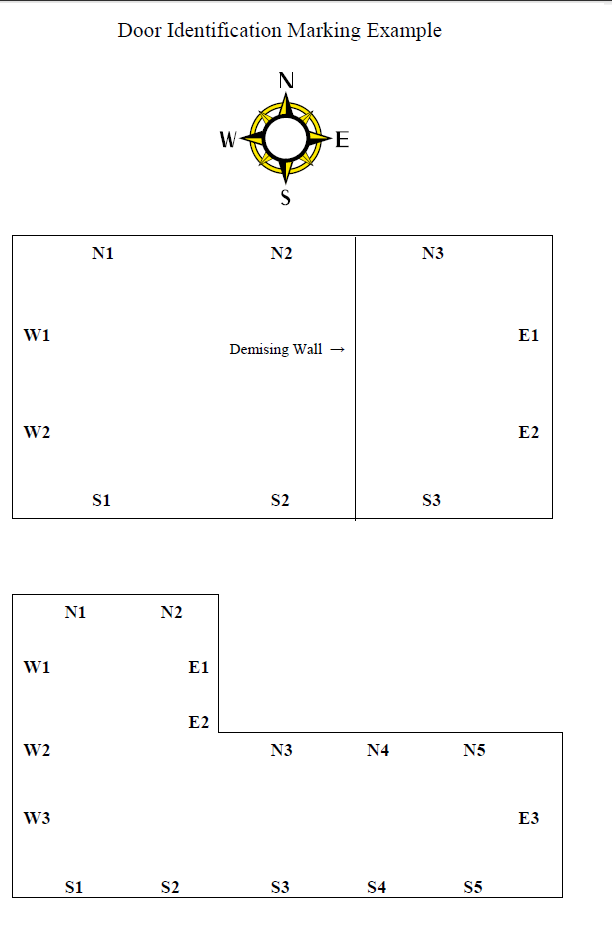 Door Identification Marking Example
N
W E
S
N1 N2 N3
W1 E1
Demising Wall →
W2 E2
S1 S2 S3
N1 N2
W1 E1
E2
W2 N3 N4 N5
W3 E3
S1 S2 S3 S4 S5